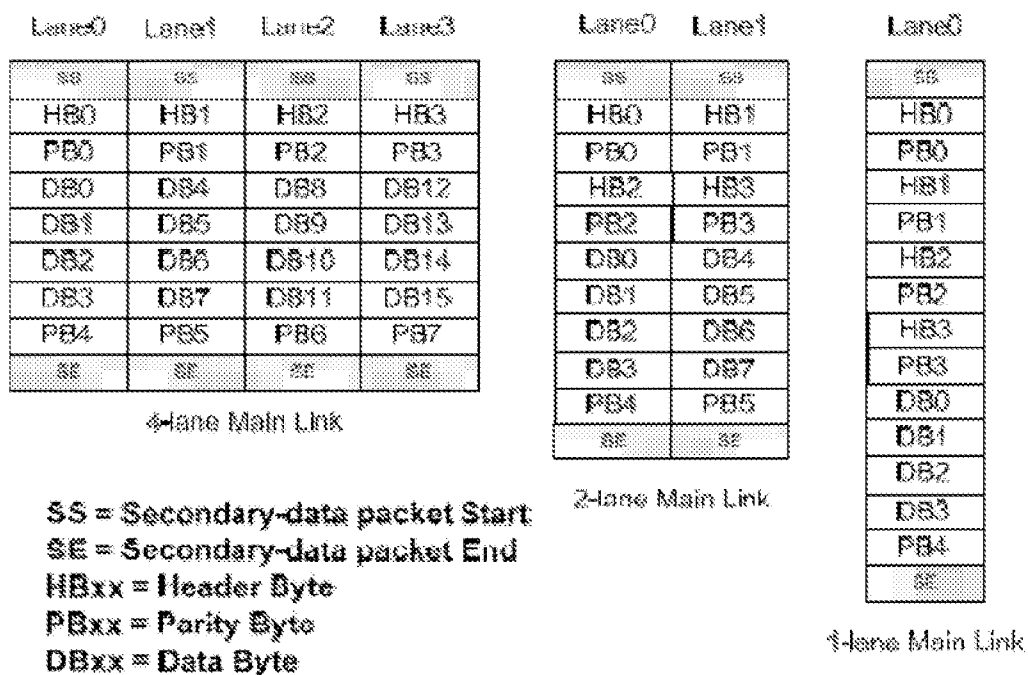 Lane0 Lane1 Lane2 Lane3
SS SS SS SS
HB0 HB1 HB2 HB3
PB0 PB1 PB2 PB3
DB0 DB4 DB8 DB12
DB1 DB5 DB9 DB13
DB2 DB6 DB10 DB14
DB3 DB7 DB11 DB15
PB4 PB5 PB6 PB7
SE SE SE SE
4-lane Main Link
Lane0 Lane1
SS SS
HB0 HB1
PB0 PB1
HB2 HB3
PB2 PB3
DB0 DB4
DB1 DB5
DB2 DB6
DB3 DB7
PB4 PB5
SE SE
2-lane Main Link
Lane0
SS
HB0
PB0
HB1
PB1
HB2
PB2
HB3
PB3
DB0
DB1
DB2
DB3
PB4
SE
1-lane Main Link
SS = Secondary-data packet Start
SE = Secondary-data packet End
HBxx = Header Byte
PBxx = Parity Byte
DBxx = Data Byte